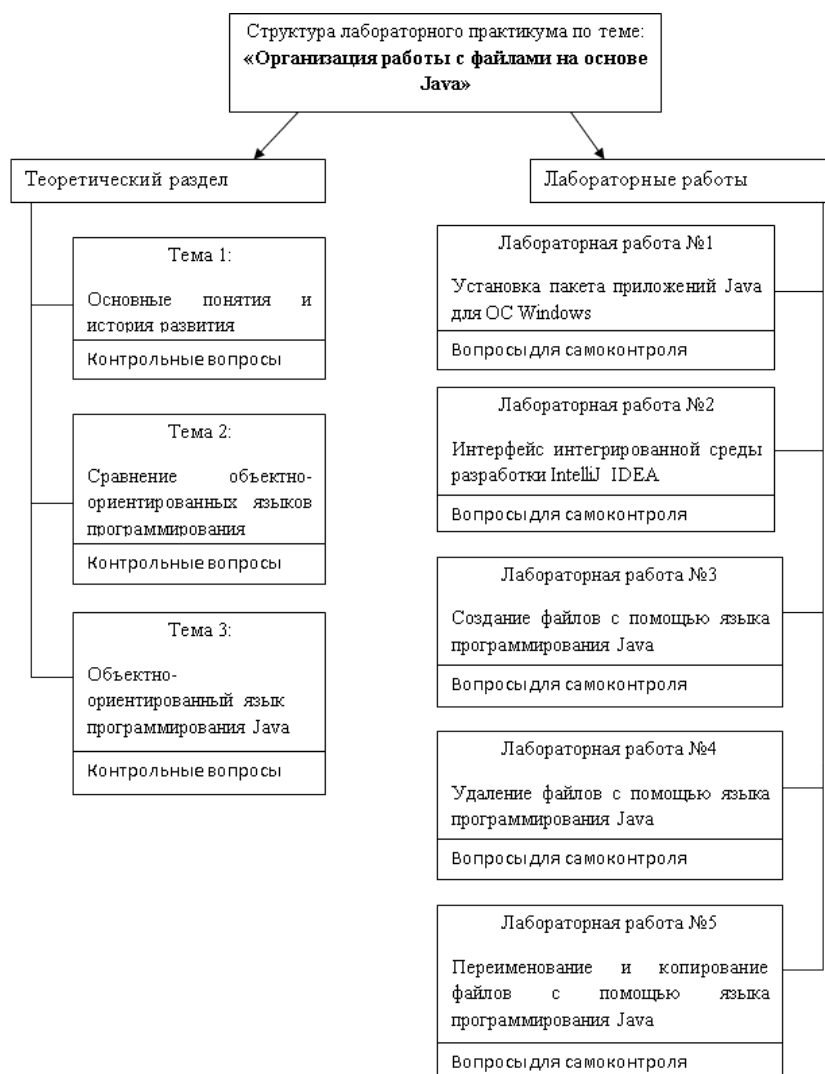 Структура лабораторного практикума по теме:
«Организация работы с файлами на основе
Java»
Теоретический раздел
Тема 1:
Основные понятия и
история развития
Контрольные вопросы
Тема 2:
Сравнение объектно-
ориентированных языков
программирования
Контрольные вопросы
Тема 3:
Объектно-
ориентированный язык
программирования Java
Контрольные вопросы
Лабораторные работы
Лабораторная работа №1
Установка пакета приложений Java
для ОС Windows
Вопросы для самоконтроля
Лабораторная работа №2
Интерфейс интегрированной среды
разработки IntelliJ IDEA
Вопросы для самоконтроля
Лабораторная работа №3
Создание файлов с помощью языка
программирования Java
Вопросы для самоконтроля
Лабораторная работа №4
Удаление файлов с помощью языка
программирования Java
Вопросы для самоконтроля
Лабораторная работа №5
Переименование и копирование
файлов с помощью языка
программирования Java
Вопросы для самоконтроля